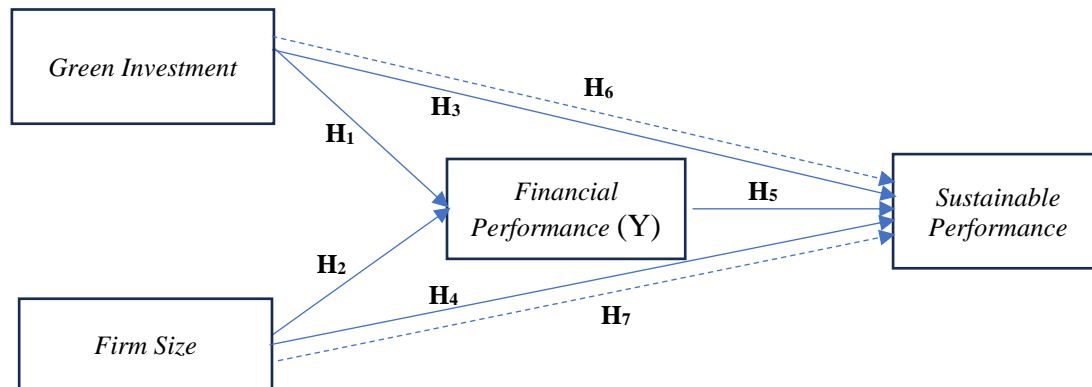 Green Investment
H6
H3
H1
Financial
Performance (Y)
H5
Sustainable
Performance
H2
H4
H7
Firm Size